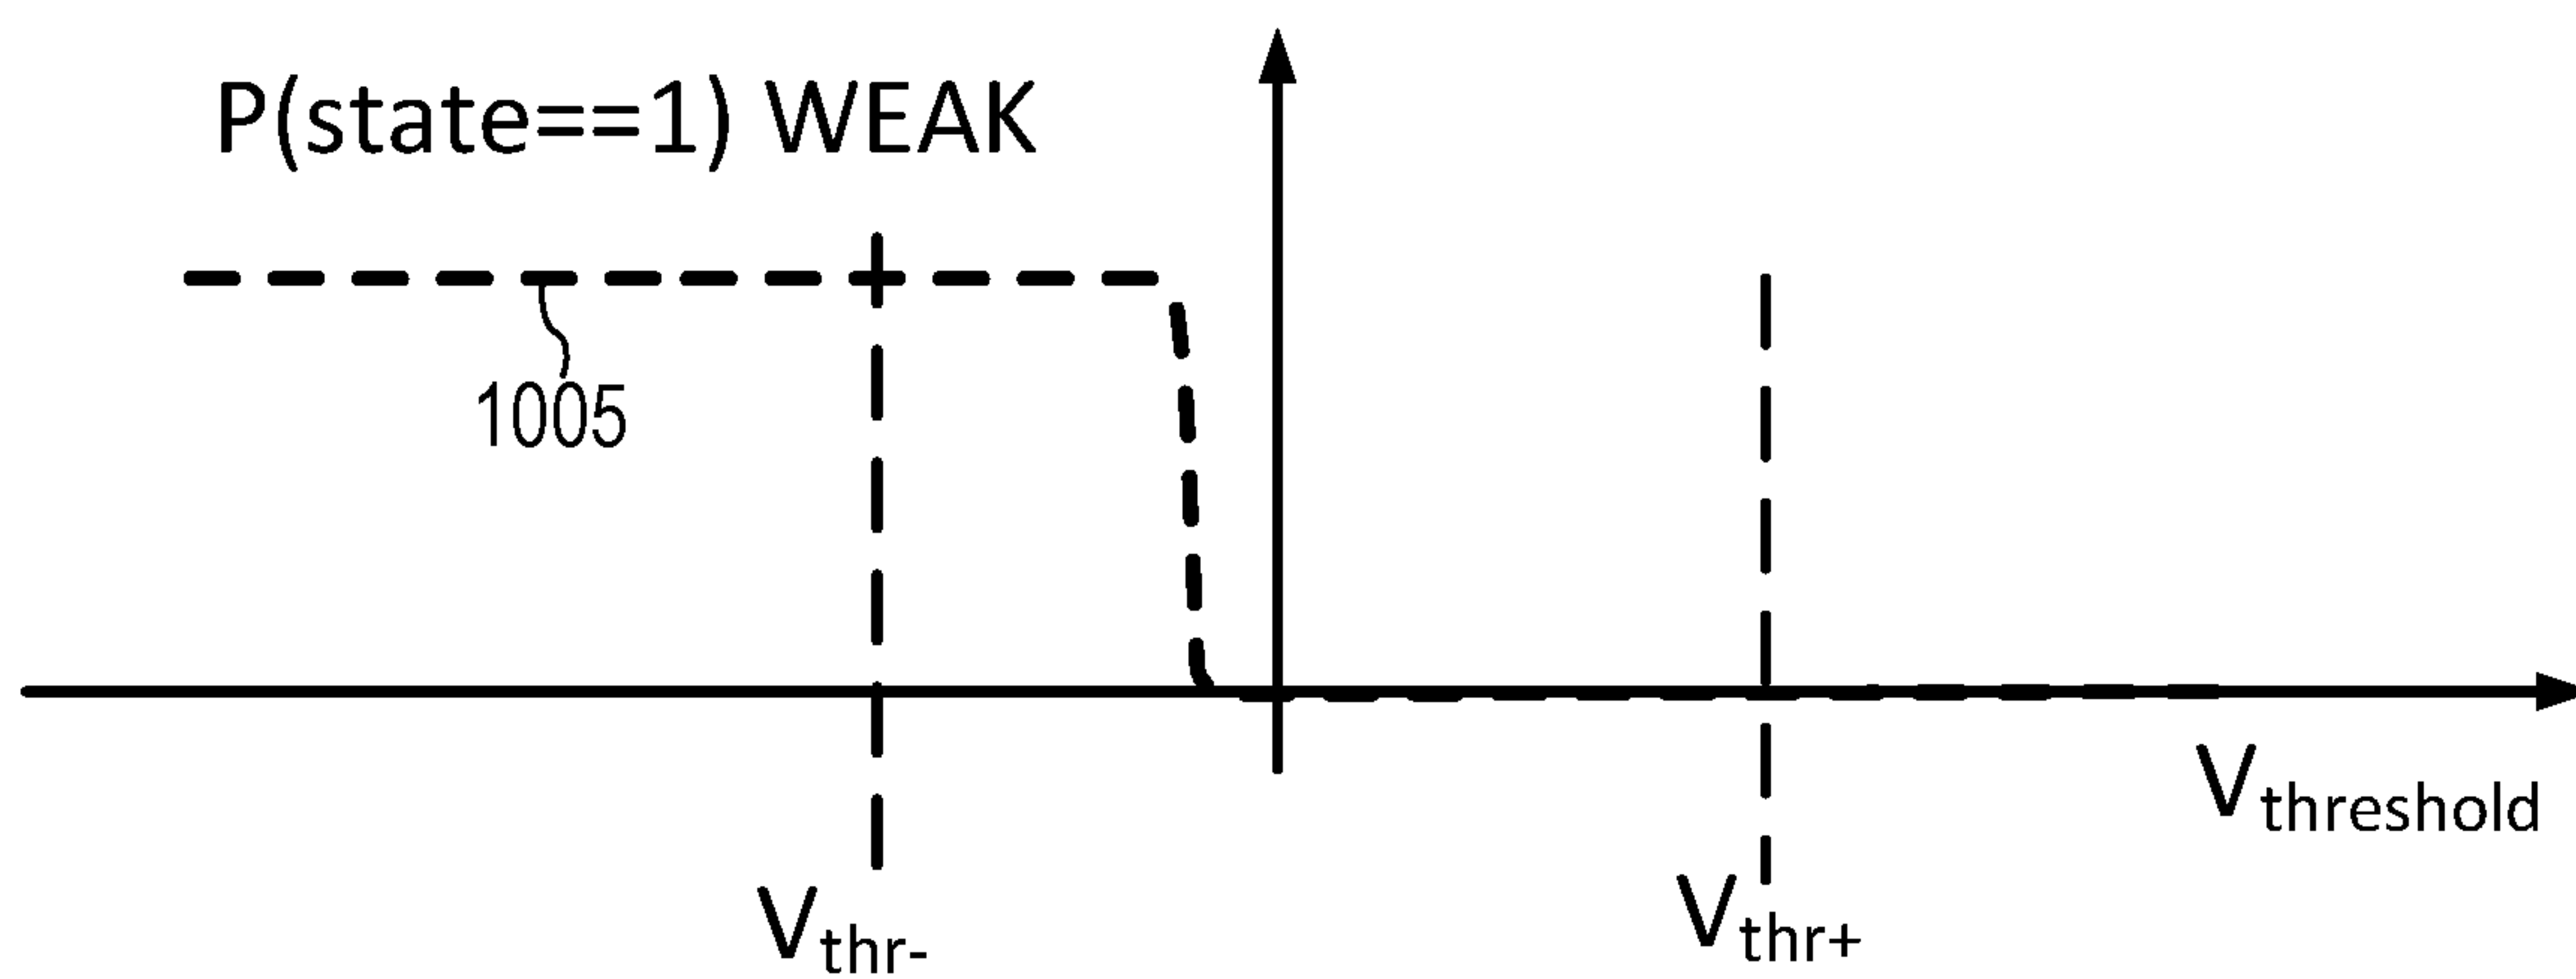 P(state==1) WEAK
1005
Vthreshold
Vthr-
Vthr+